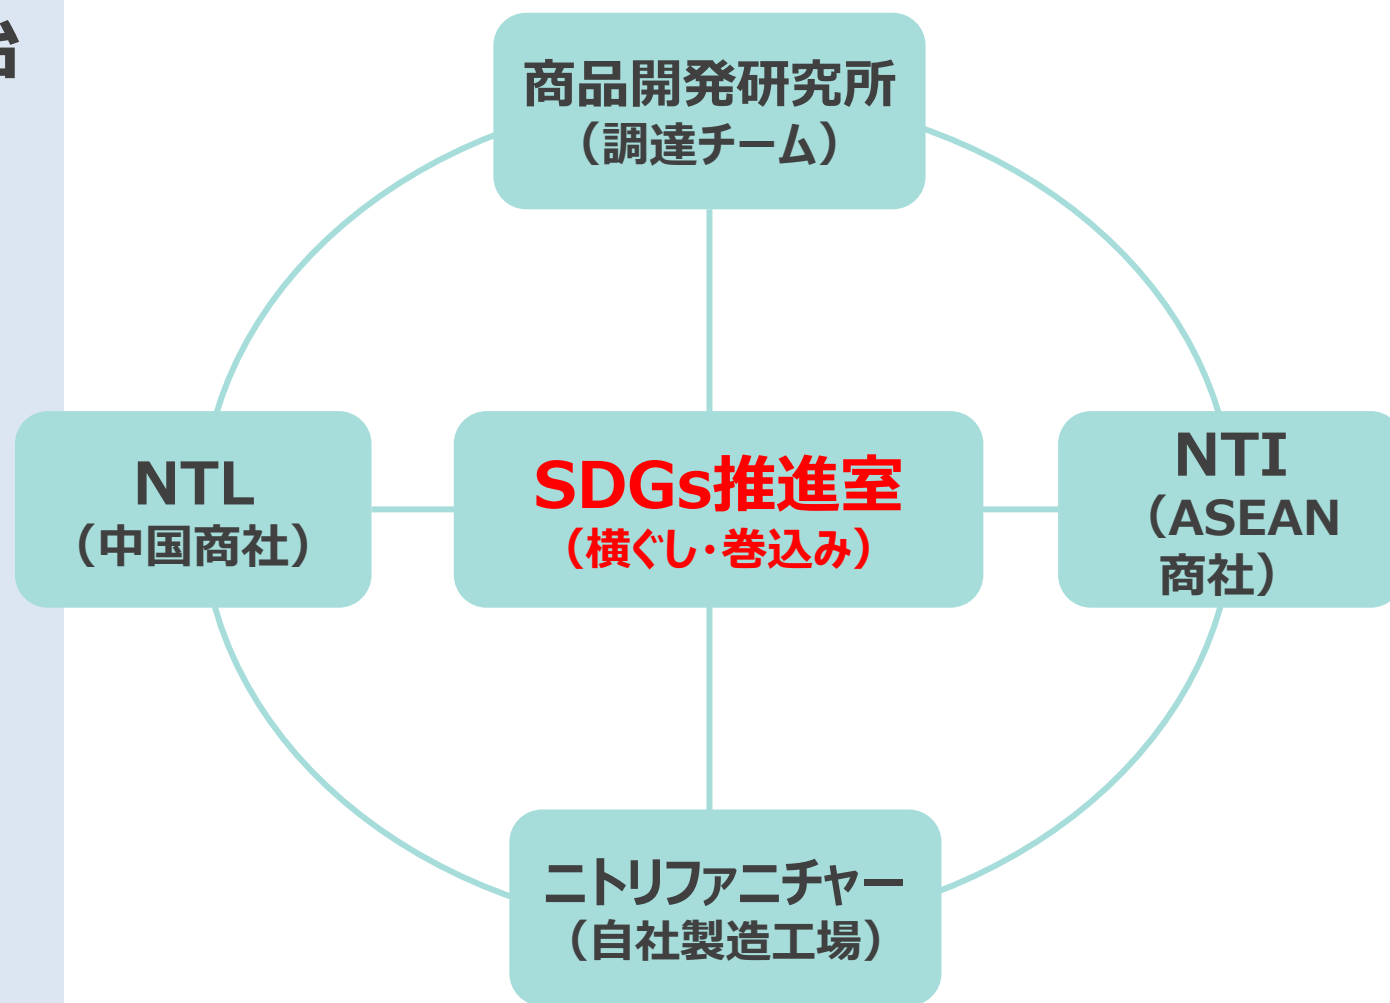 商品開発研究所
（調達チーム）
NTL
（中国商社）
SDGs推進室
（横ぐし・巻込み）
NTI
（ASEAN
商社）
ニトリファニチャー
（自社製造工場）